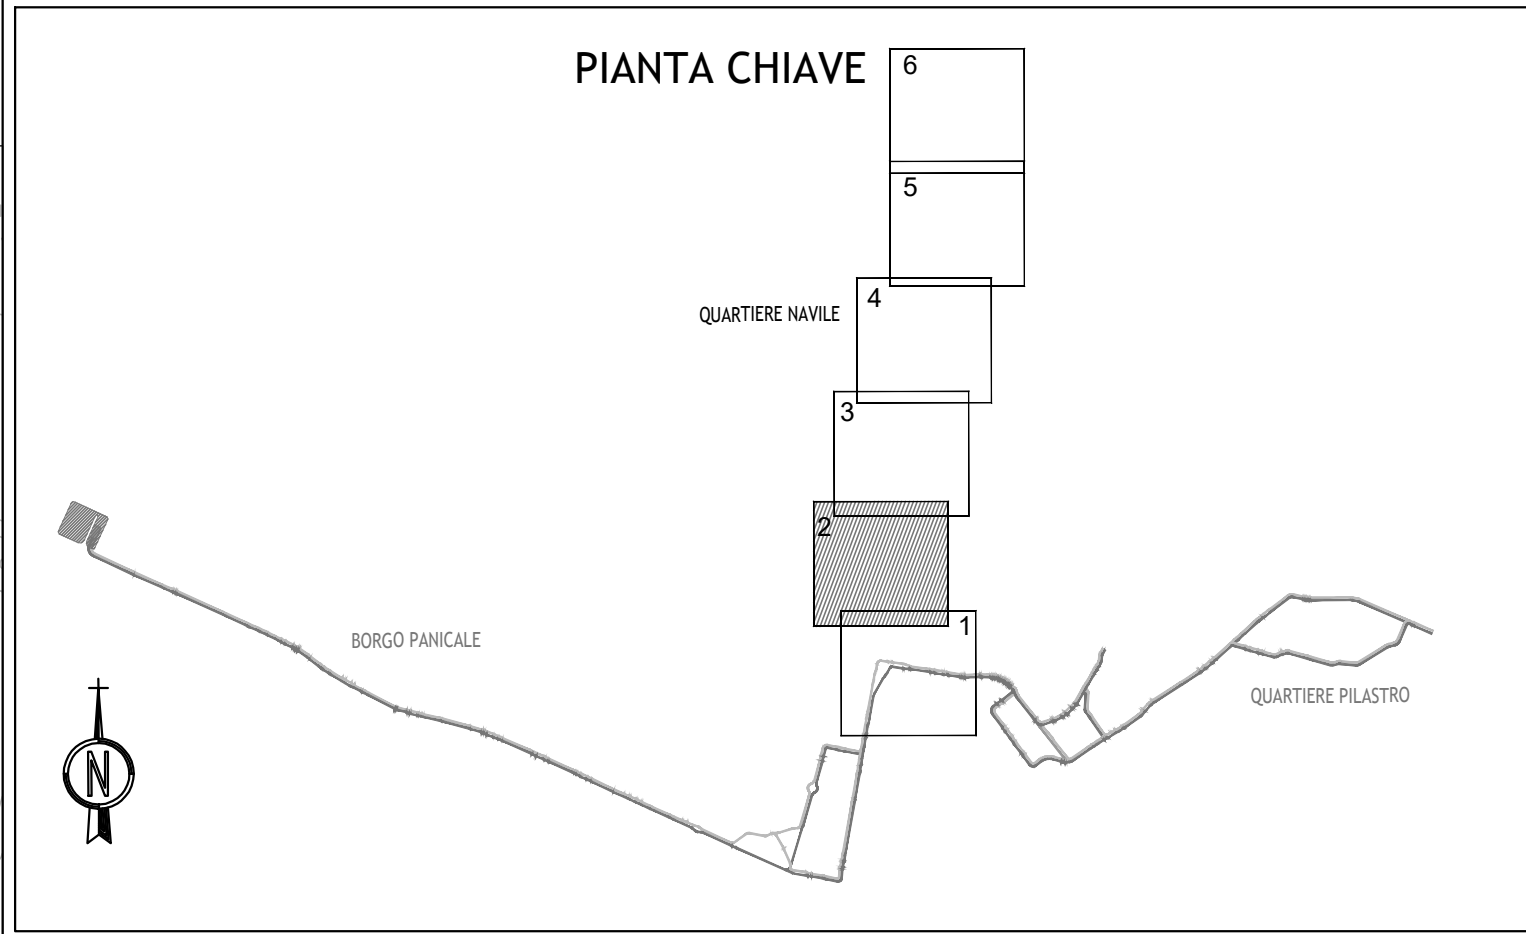 PIANTA CHIAVE
6
5
4
QUARTIERE NAVILE
3
2
1
BORGO PANICALE
QUARTIERE PILASTRO
N